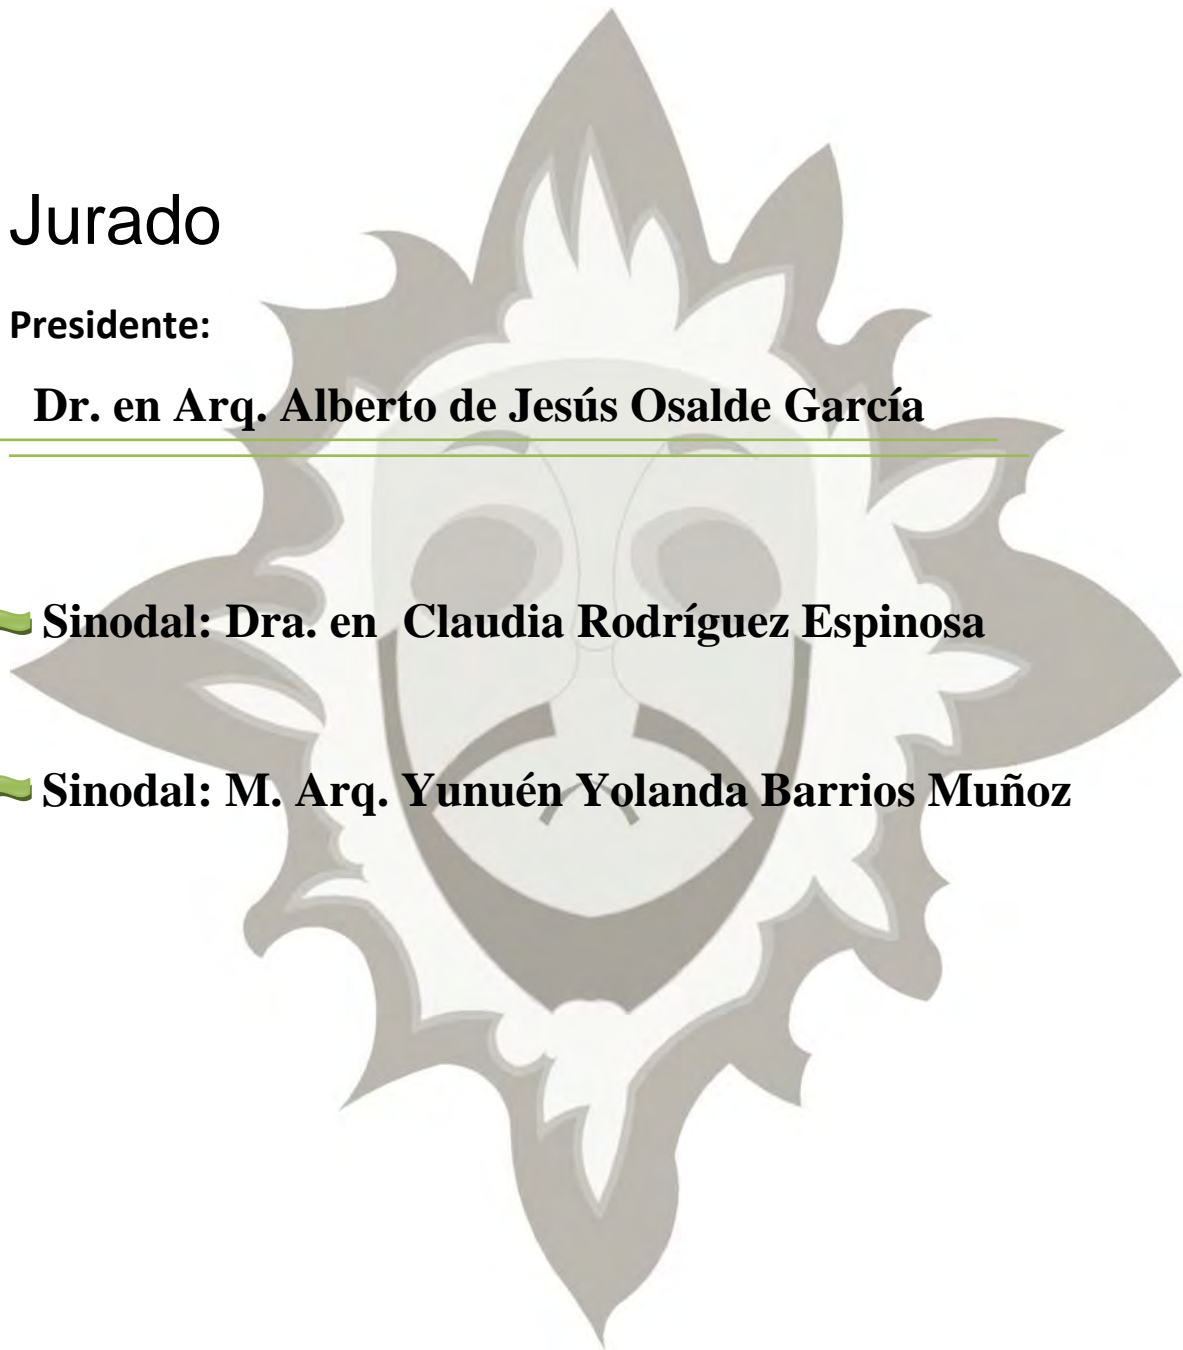 Jurado
Presidente:
Dr. en Arq. Alberto de Jesús Osalde García
Sinodal: Dra. en  Claudia Rodríguez Espinosa
Sinodal: M. Arq. Yunuén Yolanda Barrios Muñoz